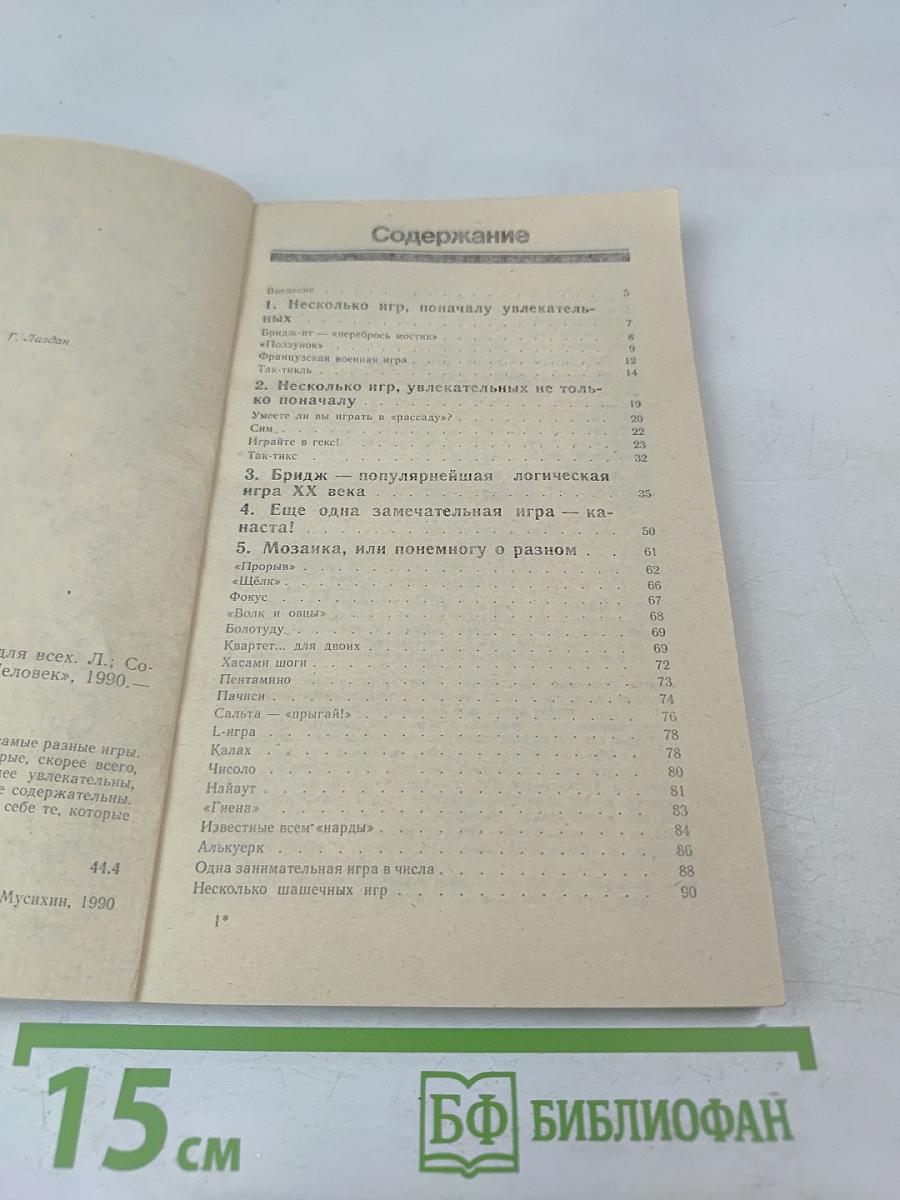 Г. Лаздан
для всех. Л.; Со-
Человек», 1990.—
самые разные игры.
рые, скорее всего,
лее увлекательны,
е содержательны.
себе те, которые
44.4
Мусихин, 1990
Содержание
Введение . . . . . . . . . . . . . . . 5
1. Несколько игр, поначалу увлекатель-
ных . . . . . . . . . . . . . . . 7
Бридж-ит — «перебрось мостик» . . . . . . . . . 8
«Ползунок» . . . . . . . . . . . . . . 9
Французская военная игра . . . . . . . . . . 12
Так-тикль . . . . . . . . . . . . . . 14
2. Несколько игр, увлекательных не толь-
ко поначалу . . . . . . . . . . . . 19
Умеете ли вы играть в «рассаду»? . . . . . . . . 20
Сим . . . . . . . . . . . . . . . . 22
Играйте в гекс! . . . . . . . . . . . . . 23
Так-тикс . . . . . . . . . . . . . . . 32
3. Бридж — популярнейшая логическая
игра XX века . . . . . . . . . . . . 35
4. Еще одна замечательная игра — ка-
наста! . . . . . . . . . . . . . . 50
5. Мозаика, или понемногу о разном . . 61
«Прорыв» . . . . . . . . . . . . . . . 62
«Щёлк» . . . . . . . . . . . . . . . 66
Фокус . . . . . . . . . . . . . . . . 67
«Волк и овцы» . . . . . . . . . . . . . 68
Болотуду . . . . . . . . . . . . . . . 69
Квартет... для двоих . . . . . . . . . . . 69
Хасами шоги . . . . . . . . . . . . . . 72
Пентамино . . . . . . . . . . . . . . 73
Пачиси . . . . . . . . . . . . . . . 74
Сальта — «прыгай!» . . . . . . . . . . . . 76
L-игра . . . . . . . . . . . . . . . 78
Калах . . . . . . . . . . . . . . . . 78
Чисоло . . . . . . . . . . . . . . . 80
Найаут . . . . . . . . . . . . . . . 81
«Гиена» . . . . . . . . . . . . . . . 83
Известные всем «нарды» . . . . . . . . . . 84
Алькуерк . . . . . . . . . . . . . . . 86
Одна занимательная игра в числа . . . . . . . 88
Несколько шашечных игр . . . . . . . . . . 90
1*
15 см
БФ БИБЛИОФАН